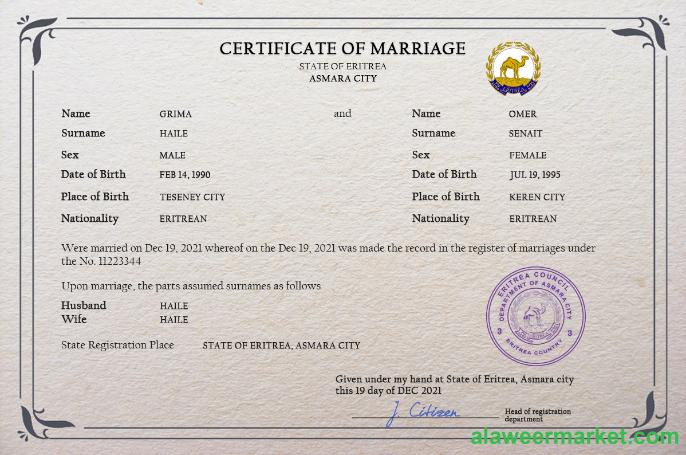 CERTIFICATE OF MARRIAGE
STATE OF ERITREA
ASMARA CITY
Name GRIMA and Name OMER
Surname HAILE Surname SENAIT
Sex MALE Sex FEMALE
Date of Birth FEB 14, 1990 Date of Birth JUL 19, 1995
Place of Birth TESENEY CITY Place of Birth KEREN CITY
Nationality ERITREAN Nationality ERITREAN
Were married on Dec 19, 2021 whereof on the Dec 19, 2021 was made the record in the register of marriages under
the No. 11223344
Upon marriage, the parts assumed surnames as follows
Husband HAILE
Wife HAILE
State Registration Place STATE OF ERITREA, ASMARA CITY
ERITREA COUNCIL
DEPARTMENT OF ASMARA CITY
3 3
ERITREA COUNTRY
Given under my hand at State of Eritrea, Asmara city
this 19 day of DEC 2021
J. Citizen Head of registration
department
alaweermarket.com